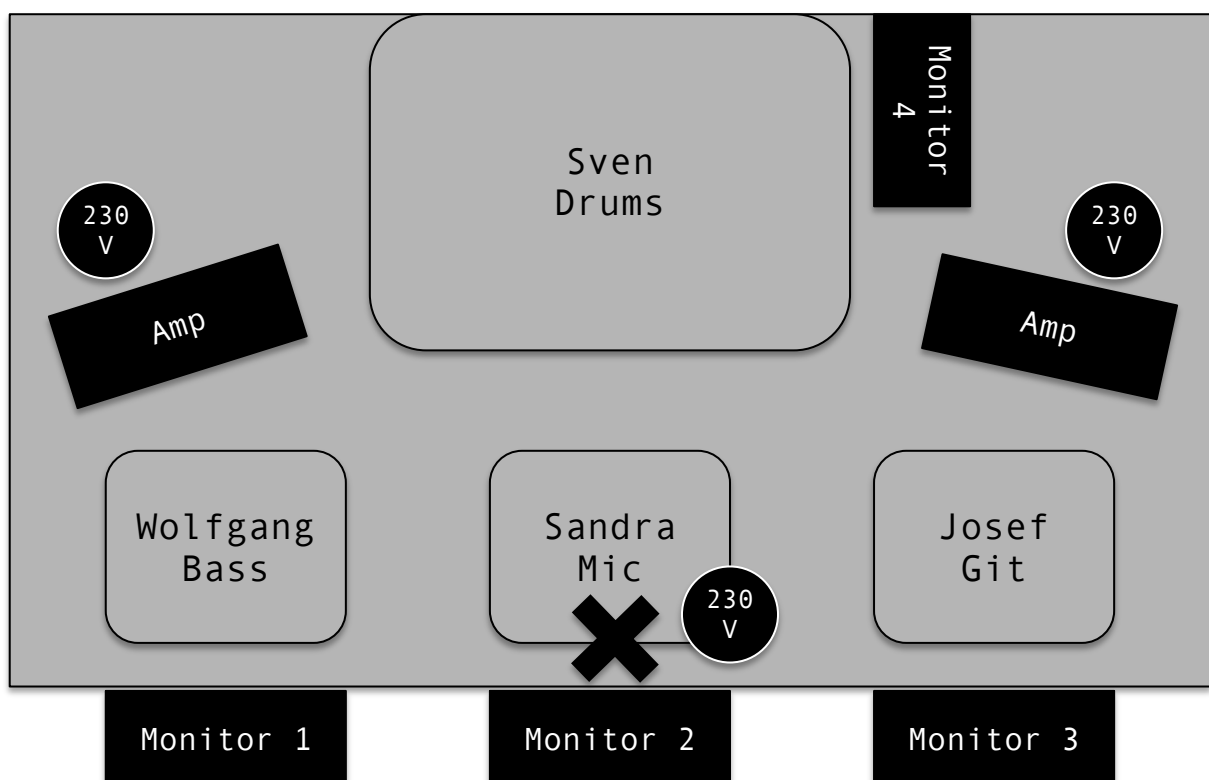 Sven
Drums
Monitor
4
230
V
230
V
Amp
Amp
Wolfgang
Bass
Sandra
Mic
Josef
Git
230
V
Monitor 1
Monitor 2
Monitor 3